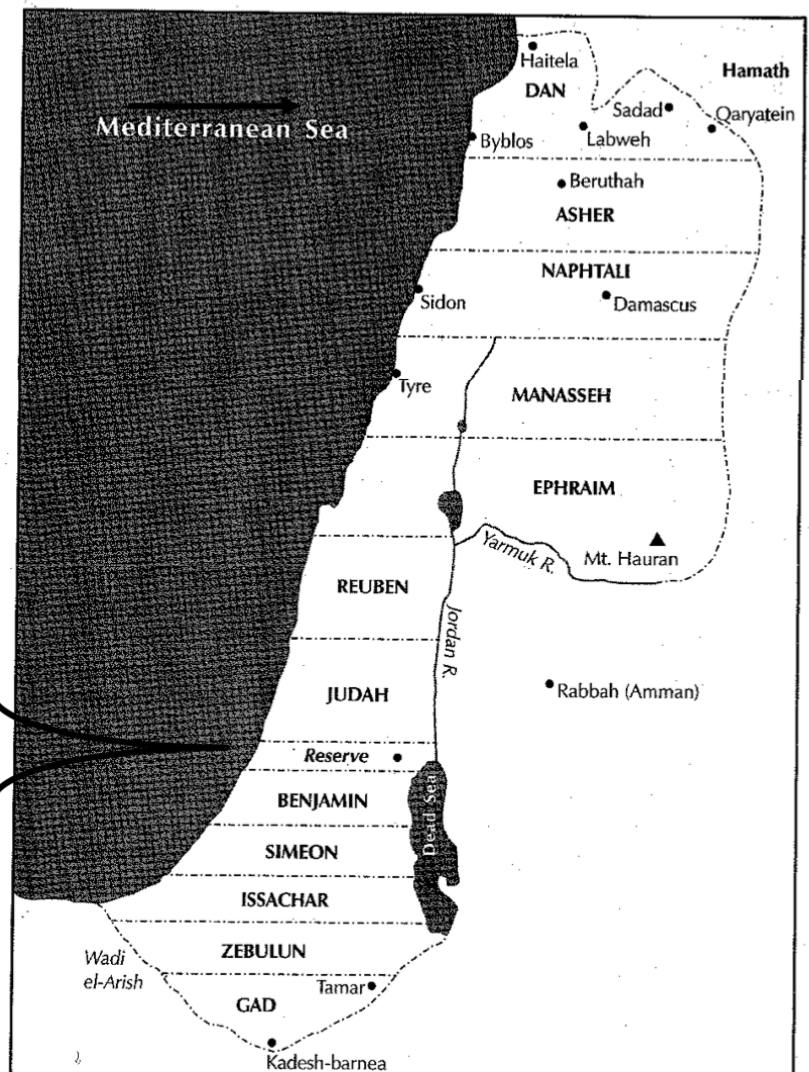 Haitela
DAN
Hamath
Sadad
Qaryatein
Mediterranean Sea
Byblos
Labweh
Beruthah
ASHER
NAPHTALI
Sidon
Damascus
Tyre
MANASSEH
EPHRAIM
Yarmuk R.
Mt. Hauran
REUBEN
Jordan R.
JUDAH
Rabbah (Amman)
Reserve
BENJAMIN
Dead Sea
SIMEON
ISSACHAR
ZEBULUN
Wadi
el-Arish
Tamar
GAD
Kadesh-barnea